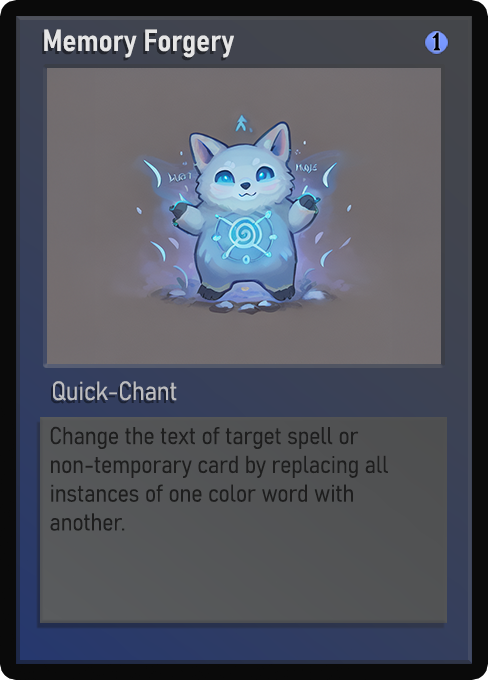 Memory Forgery
1
Quick-Chant
Change the text of target spell or
non-temporary card by replacing all
instances of one color word with
another.